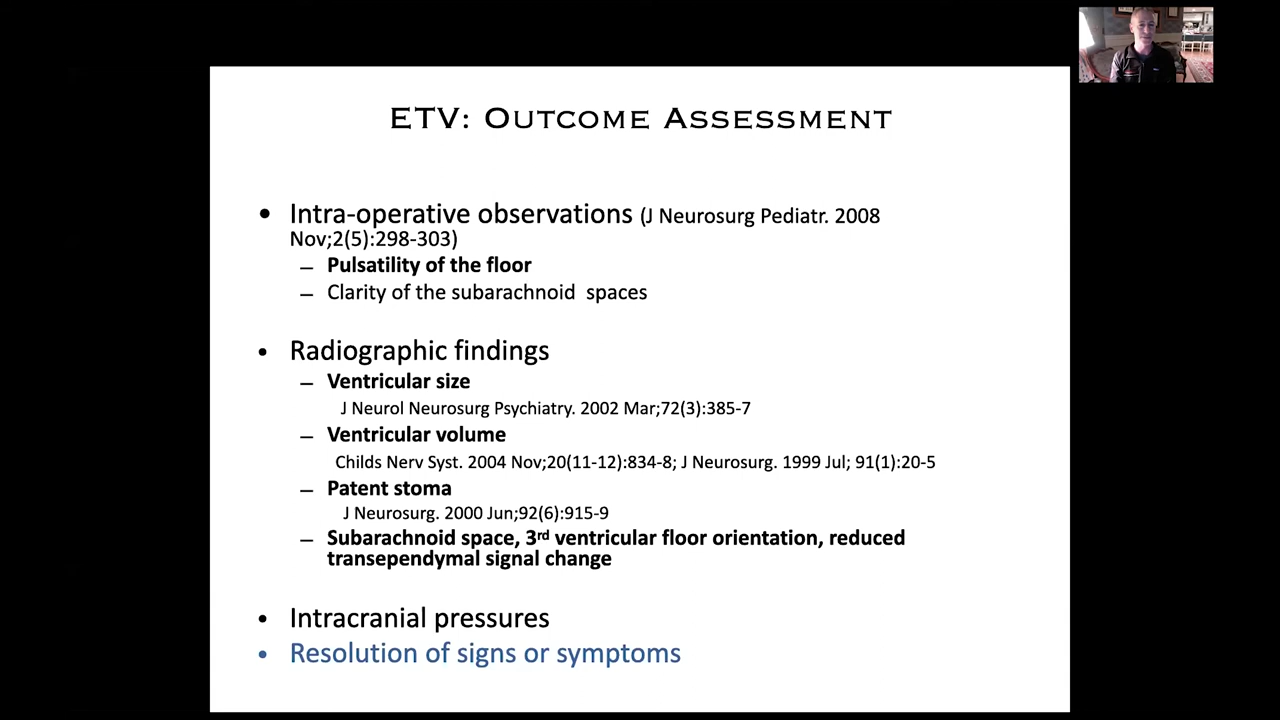 ETV: OUTCOME ASSESSMENT
• Intra-operative observations (J Neurosurg Pediatr. 2008
Nov;2(5):298-303)
– Pulsatility of the floor
– Clarity of the subarachnoid spaces
• Radiographic findings
– Ventricular size
J Neurol Neurosurg Psychiatry. 2002 Mar;72(3):385-7
– Ventricular volume
Childs Nerv Syst. 2004 Nov;20(11-12):834-8; J Neurosurg. 1999 Jul; 91(1):20-5
– Patent stoma
J Neurosurg. 2000 Jun;92(6):915-9
– Subarachnoid space, 3rd ventricular floor orientation, reduced
transependymal signal change
• Intracranial pressures
• Resolution of signs or symptoms